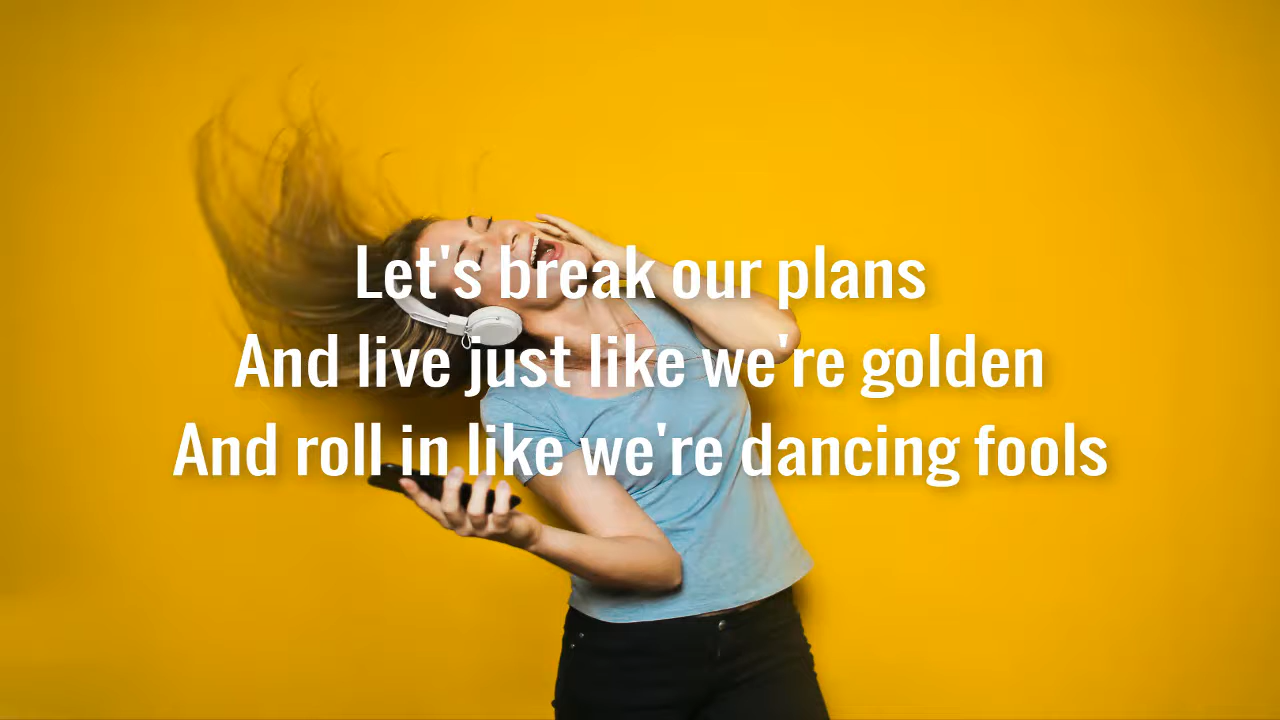 Let's break our plans
And live just like we're golden
And roll in like we're dancing fools